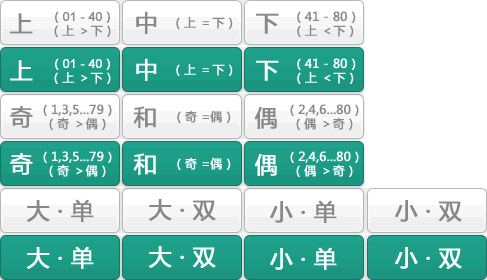 上 ( 01 - 40 ) ( 上 > 下 ) 中 ( 上 = 下 ) 下 ( 41 - 80 ) ( 上 < 下 )
上 ( 01 - 40 ) ( 上 > 下 ) 中 ( 上 = 下 ) 下 ( 41 - 80 ) ( 上 < 下 )
奇 ( 1,3,5...79 ) ( 奇 > 偶 ) 和 ( 奇 = 偶 ) 偶 ( 2,4,6...80 ) ( 偶 > 奇 )
奇 ( 1,3,5...79 ) ( 奇 > 偶 ) 和 ( 奇 = 偶 ) 偶 ( 2,4,6...80 ) ( 偶 > 奇 )
大 · 单 大 · 双 小 · 单 小 · 双
大 · 单 大 · 双 小 · 单 小 · 双